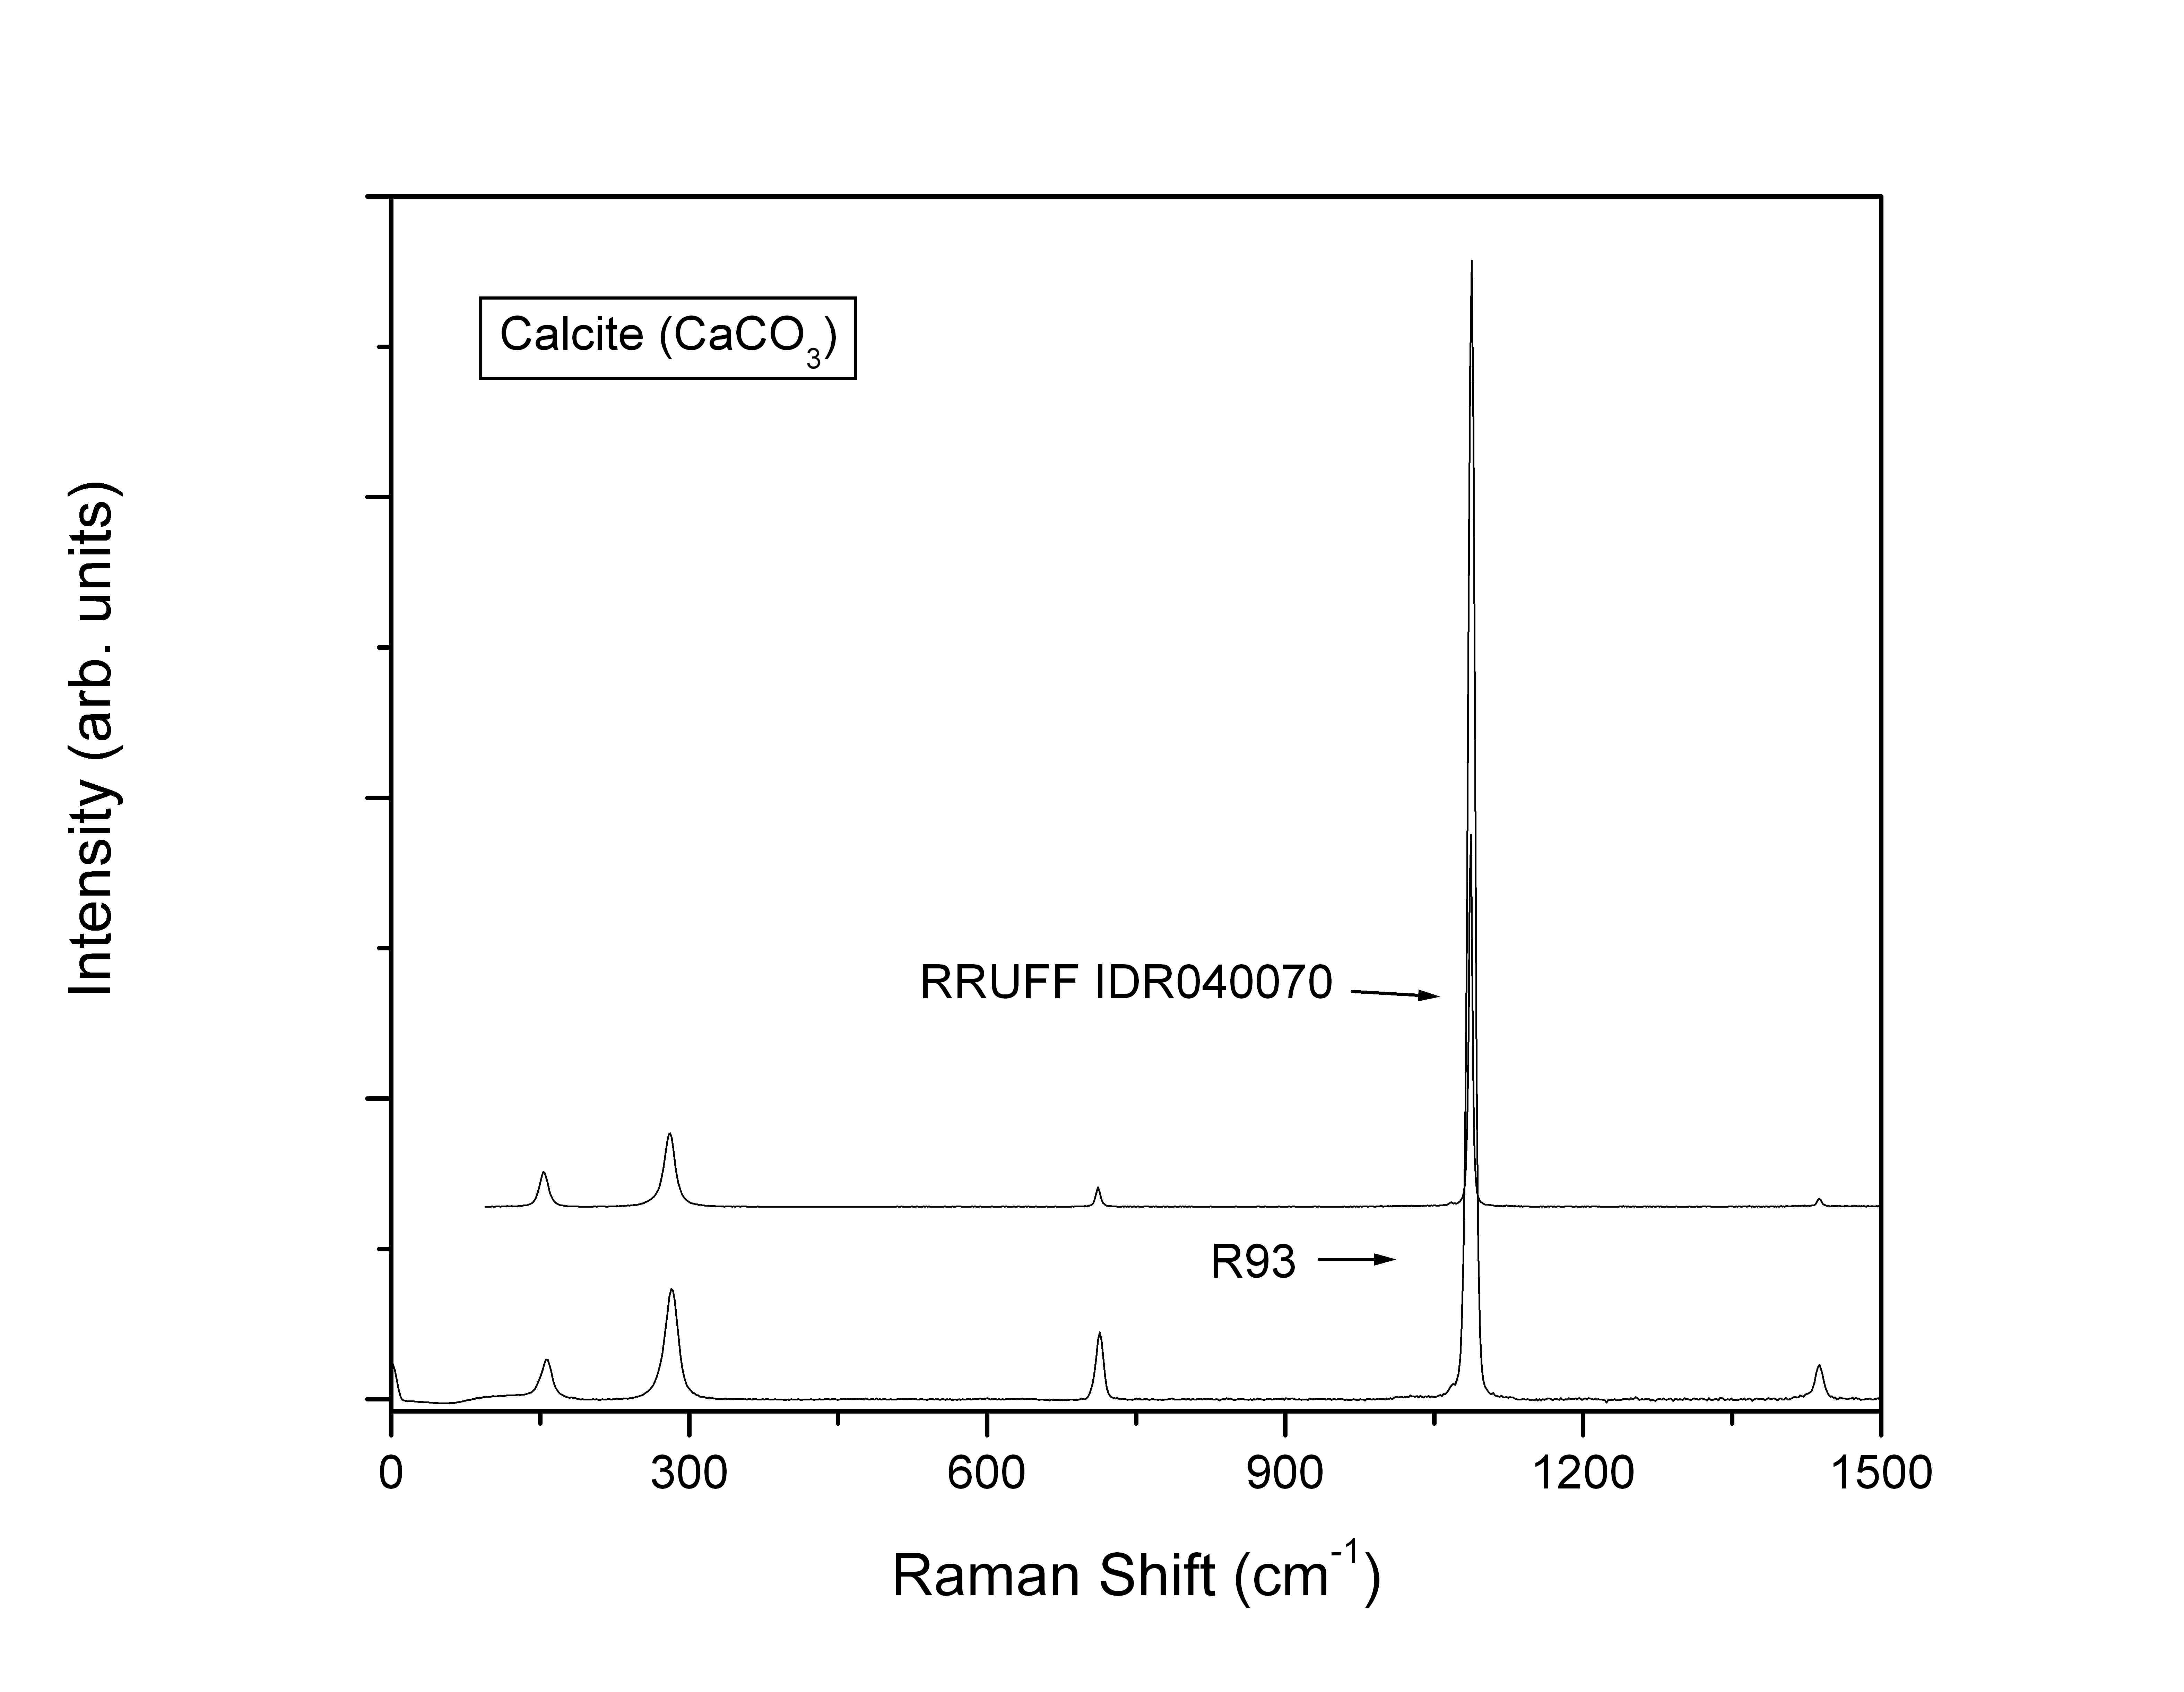 Calcite (CaCO₃)
Intensity (arb. units)
RRUFF IDR040070
R93
0 300 600 900 1200 1500
Raman Shift (cm⁻¹)